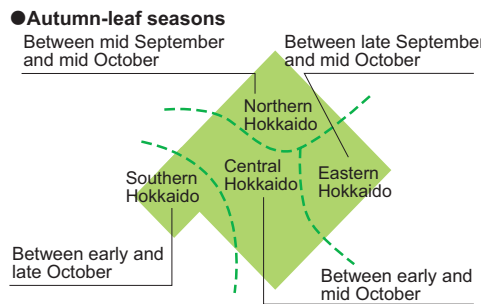 ●Autumn-leaf seasons
Between mid September
and mid October
Between late September
and mid October
Northern
Hokkaido
Central
Hokkaido
Eastern
Hokkaido
Southern
Hokkaido
Between early and
late October
Between early and
mid October